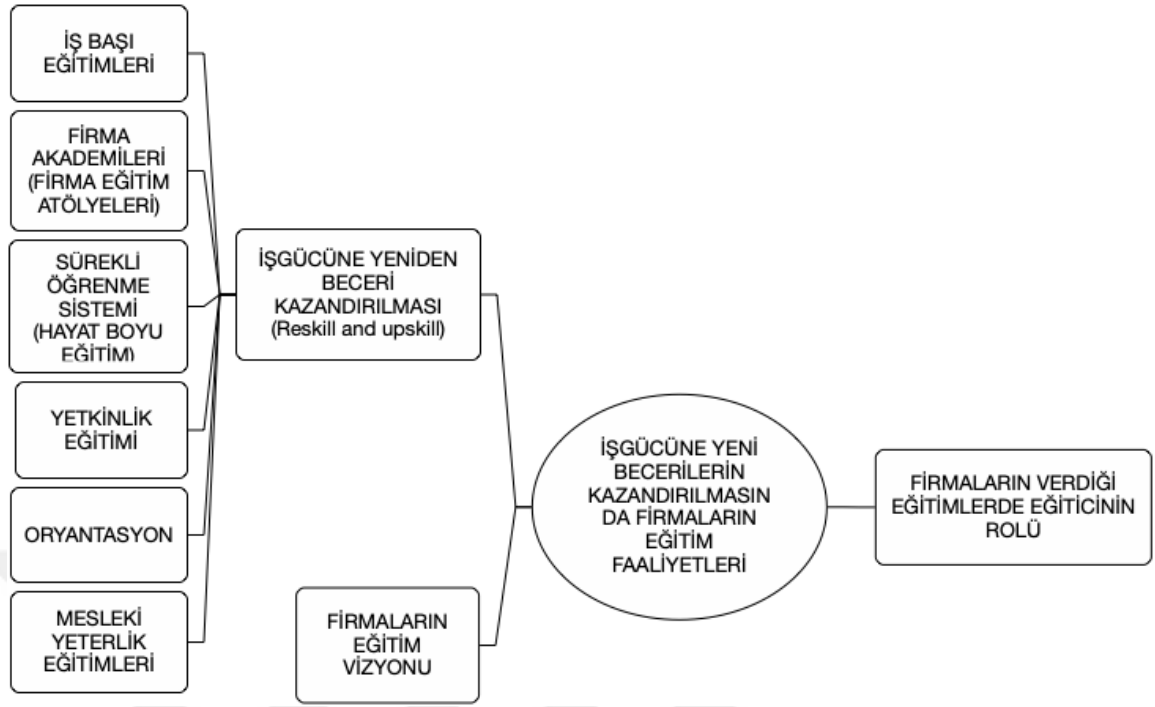 İŞ BAŞI
EĞİTİMLERİ
FİRMA
AKADEMİLERİ
(FİRMA EĞİTİM
ATÖLYELERİ)
SÜREKLİ
ÖĞRENME
SİSTEMİ
(HAYAT BOYU
EĞİTİM)
YETKİNLİK
EĞİTİMİ
ORYANTASYON
MESLEKİ
YETERLİK
EĞİTİMLERİ
İŞGÜCÜNE YENİDEN
BECERİ
KAZANDIRILMASI
(Reskill and upskill)
FİRMALARIN
EĞİTİM
VİZYONU
İŞGÜCÜNE YENİ
BECERİLERİN
KAZANDIRILMASIN
DA FİRMALARIN
EĞİTİM
FAALİYETLERİ
FİRMALARIN VERDİĞİ
EĞİTİMLERDE EĞİTİCİNİN
ROLÜ